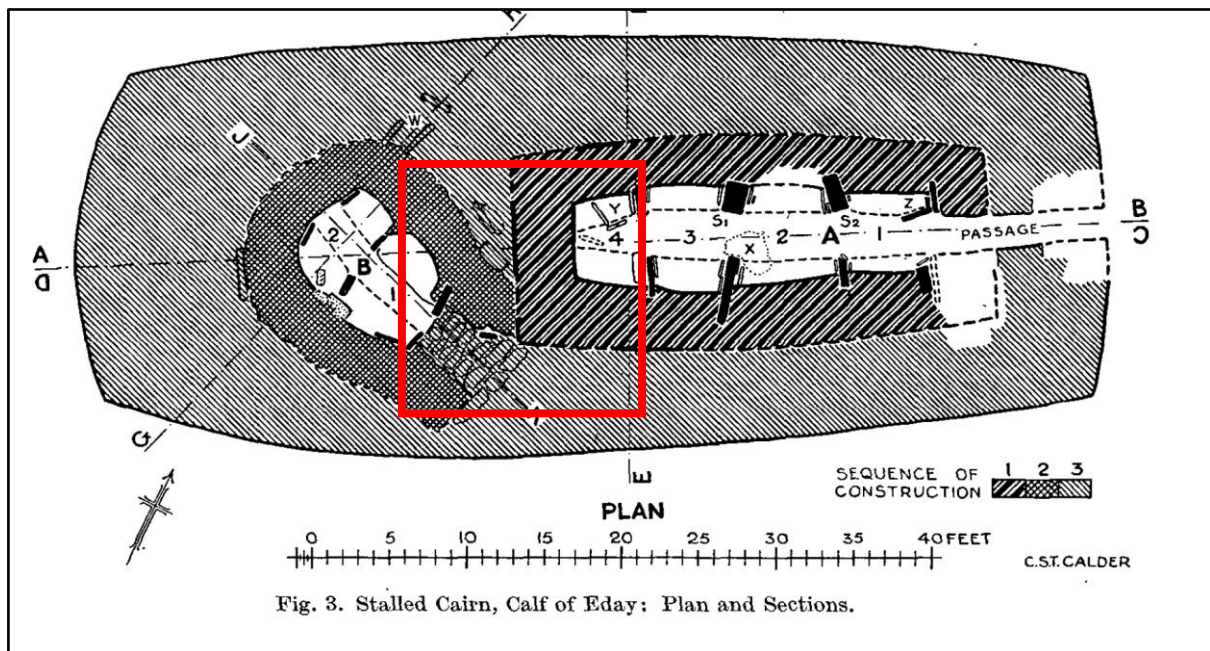 W
J
Y
Z
4
3
S1
2
S2
A
1
X
PASSAGE
2
B
1
A
D
B
C
G
E
SEQUENCE OF CONSTRUCTION 1 2 3
PLAN
0 5 10 15 20 25 30 35 40 FEET
C.S.T. CALDER
Fig. 3. Stalled Cairn, Calf of Eday: Plan and Sections.